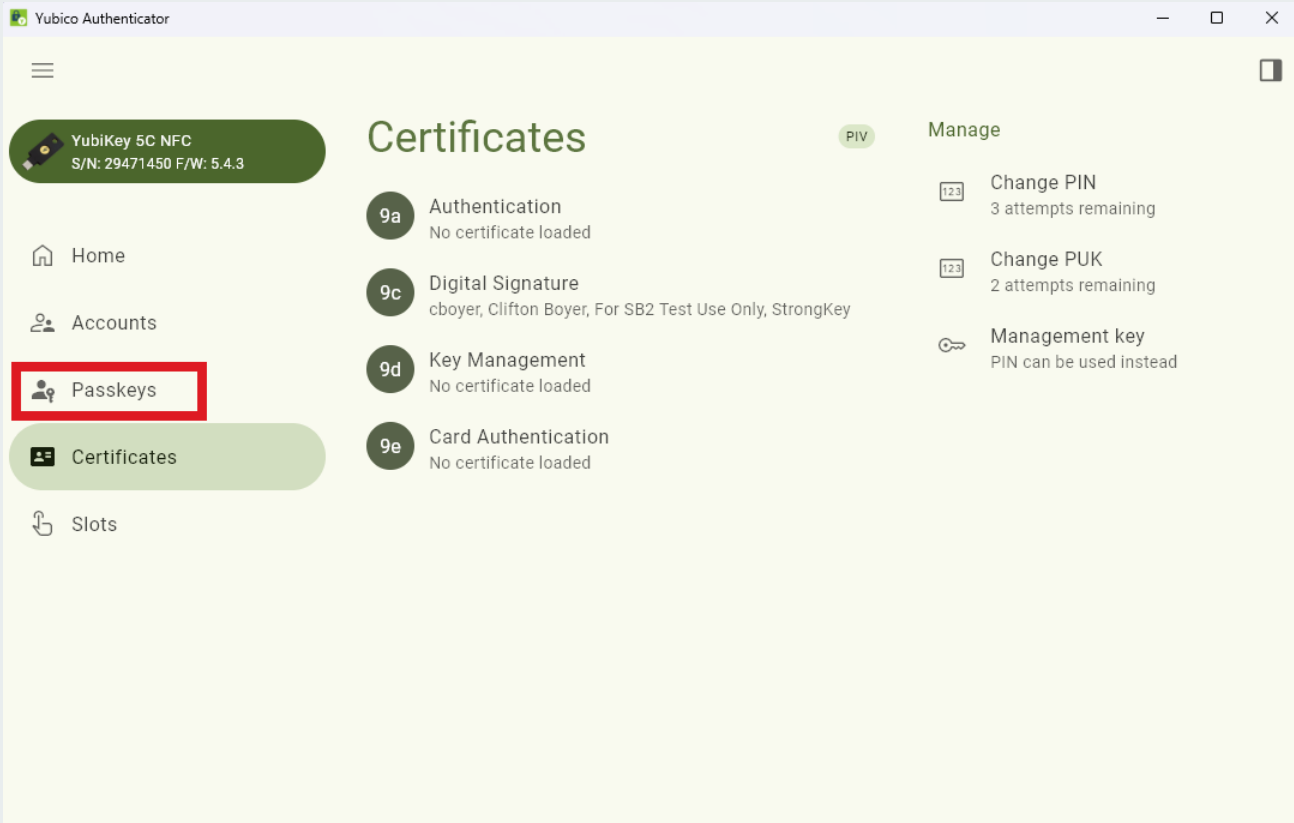 Yubico Authenticator
YubiKey 5C NFC
S/N: 29471450 F/W: 5.4.3
Home
Accounts
Passkeys
Certificates
Slots
Certificates
PIV
9a
Authentication
No certificate loaded
9c
Digital Signature
cboyer, Clifton Boyer, For SB2 Test Use Only, StrongKey
9d
Key Management
No certificate loaded
9e
Card Authentication
No certificate loaded
Manage
123
Change PIN
3 attempts remaining
123
Change PUK
2 attempts remaining
Management key
PIN can be used instead